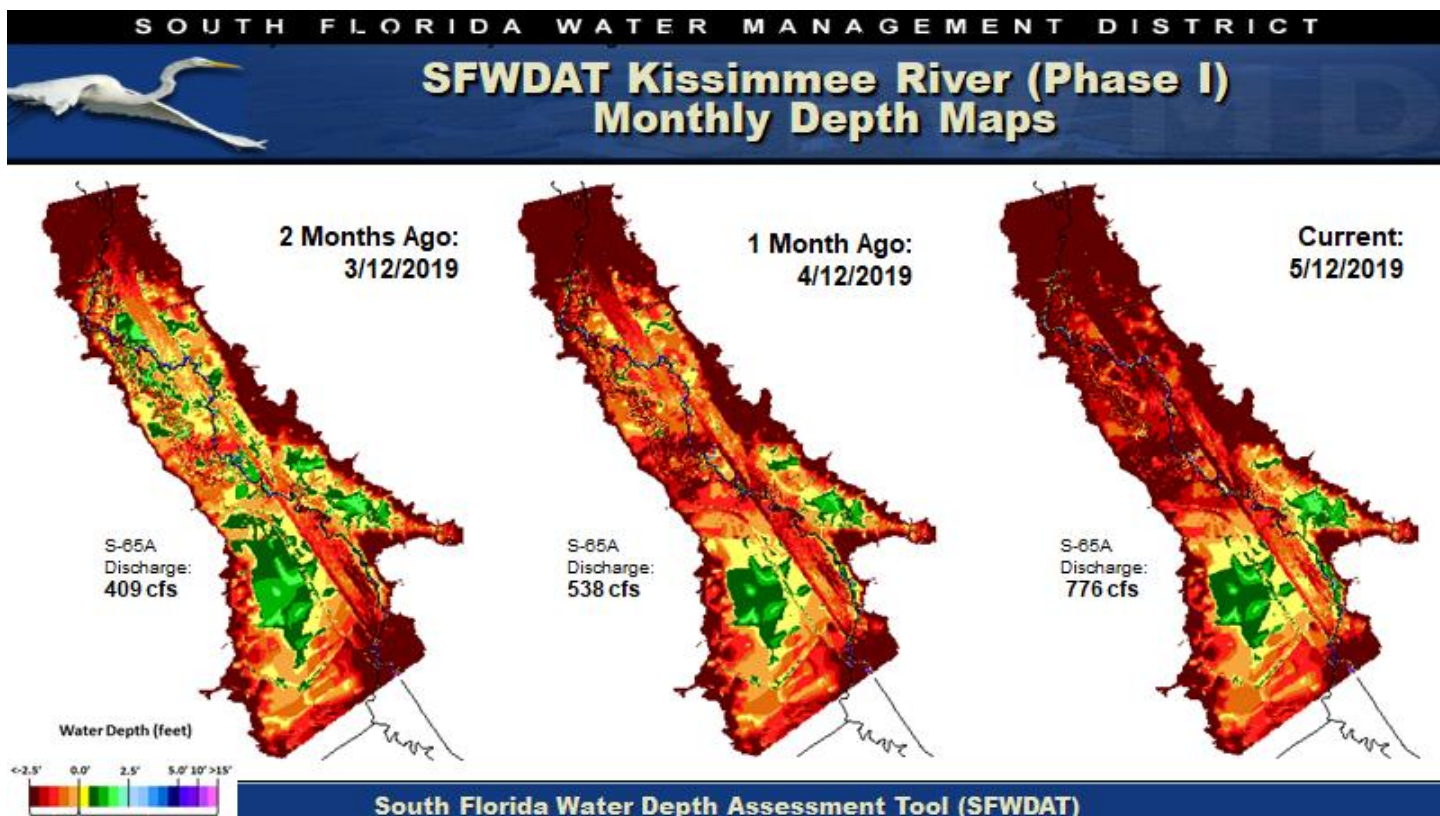 SOUTH FLORIDA WATER MANAGEMENT DISTRICT
SFWDAT Kissimmee River (Phase I)
Monthly Depth Maps
2 Months Ago:
3/12/2019
1 Month Ago:
4/12/2019
Current:
5/12/2019
S-65A
Discharge:
409 cfs
S-65A
Discharge:
538 cfs
S-65A
Discharge:
776 cfs
Water Depth (feet)
<-2.5' 0.0' 2.5' 5.0' 10' >15'
South Florida Water Depth Assessment Tool (SFWDAT)